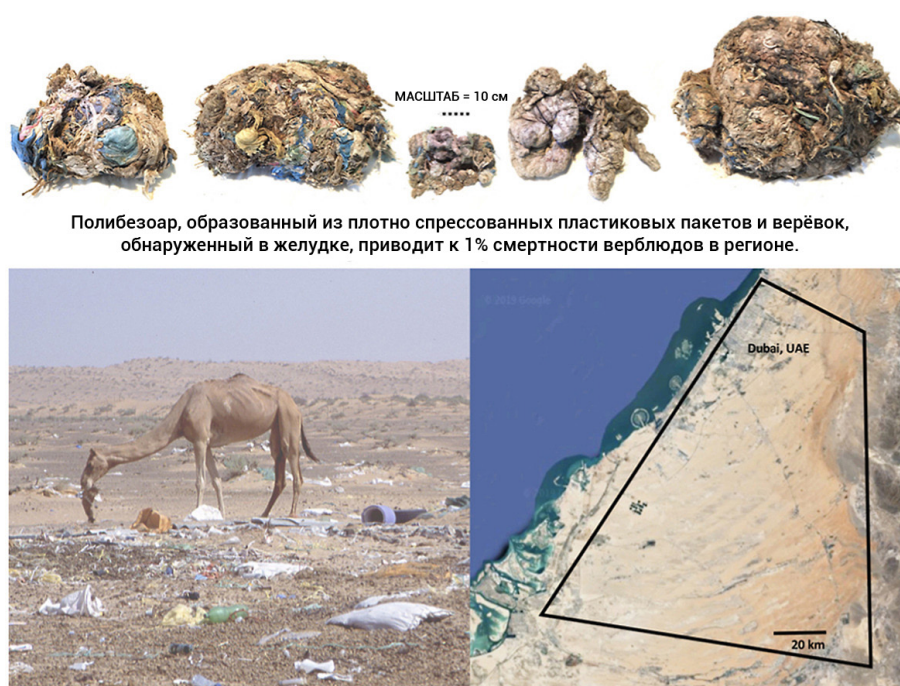 МАСШТАБ = 10 см
Полибезоар, образованный из плотно спрессованных пластиковых пакетов и верёвок,
обнаруженный в желудке, приводит к 1% смертности верблюдов в регионе.
© 2019 Google
Dubai, UAE
20 km